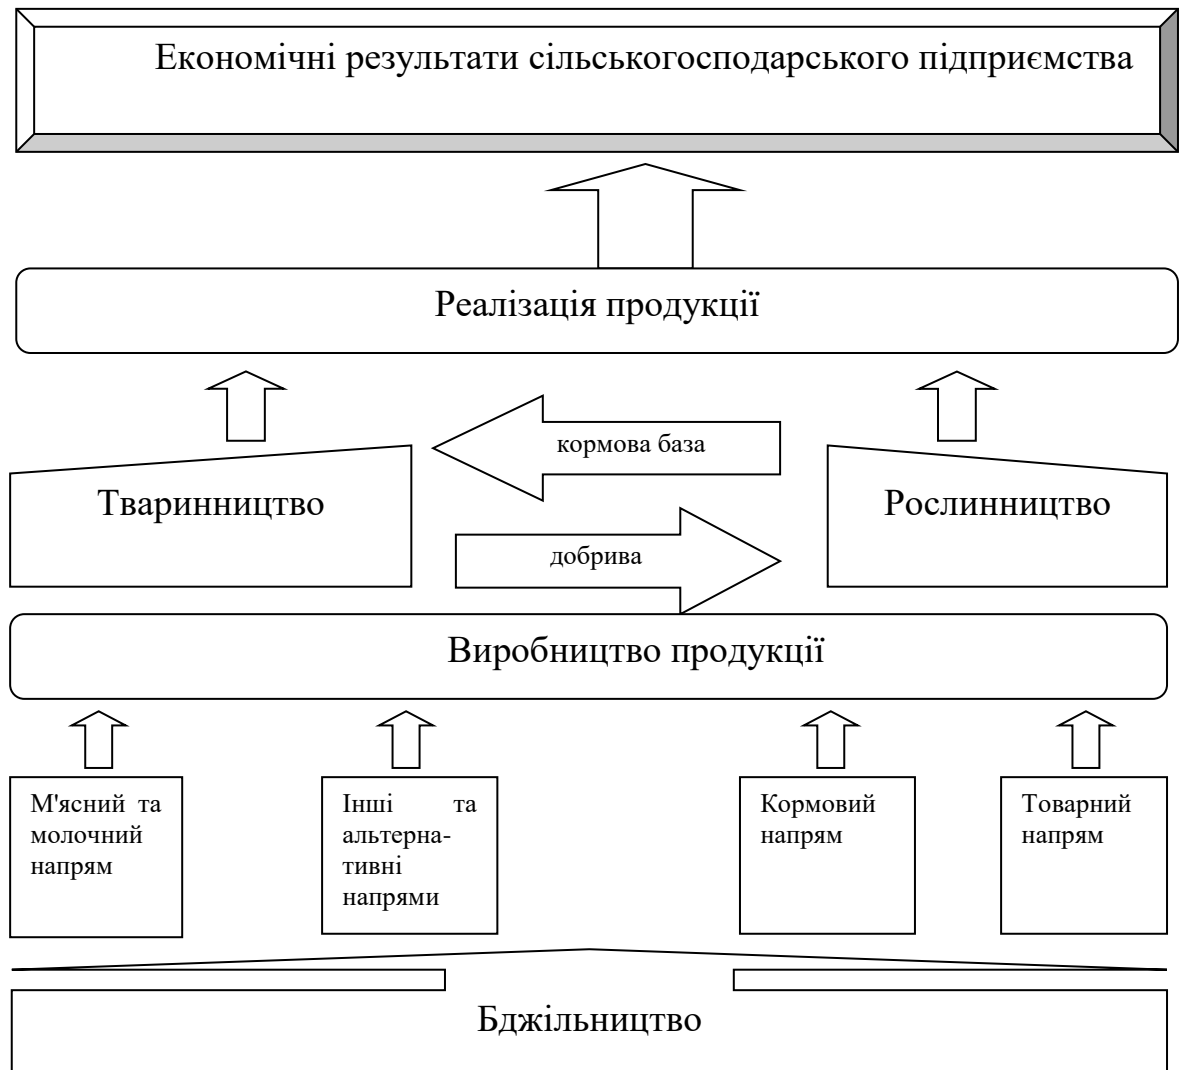 Економічні результати сільськогосподарського підприємства
Реалізація продукції
кормова база
Тваринництво
Рослинництво
добрива
Виробництво продукції
М'ясний та
молочний
напрям
Інші та
альтерна-
тивні
напрями
Кормовий
напрям
Товарний
напрям
Бджільництво